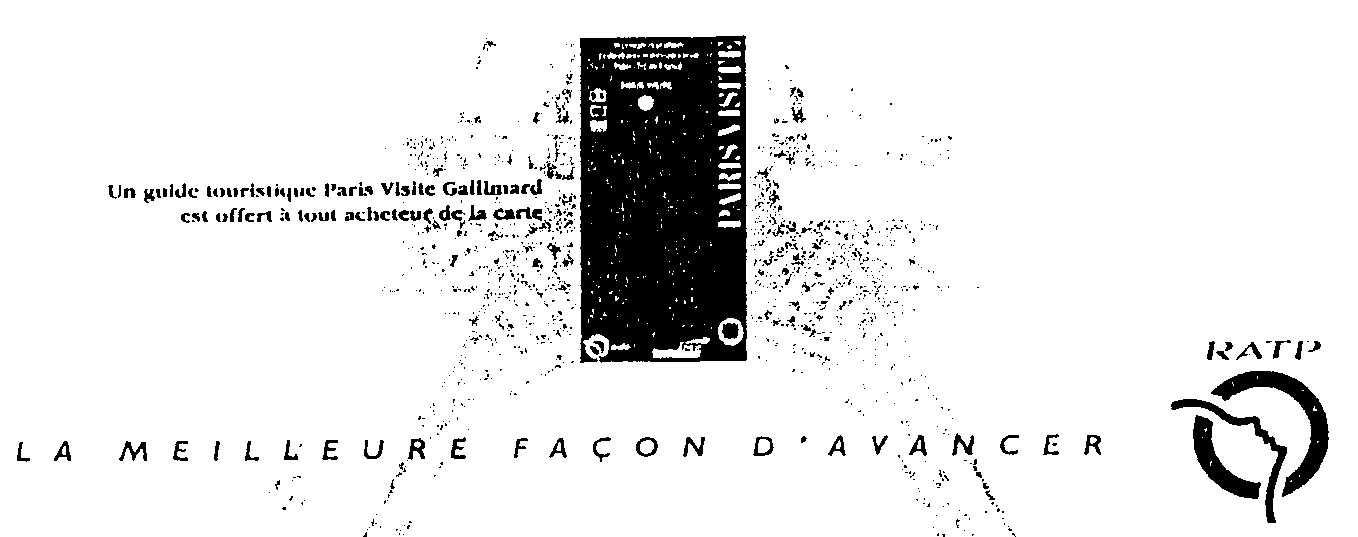 PARIS VISITE
Un guide touristique Paris Visite Gallimard
est offert à tout acheteur de la carte
RATP
LA MEILLEURE FAÇON D'AVANCER